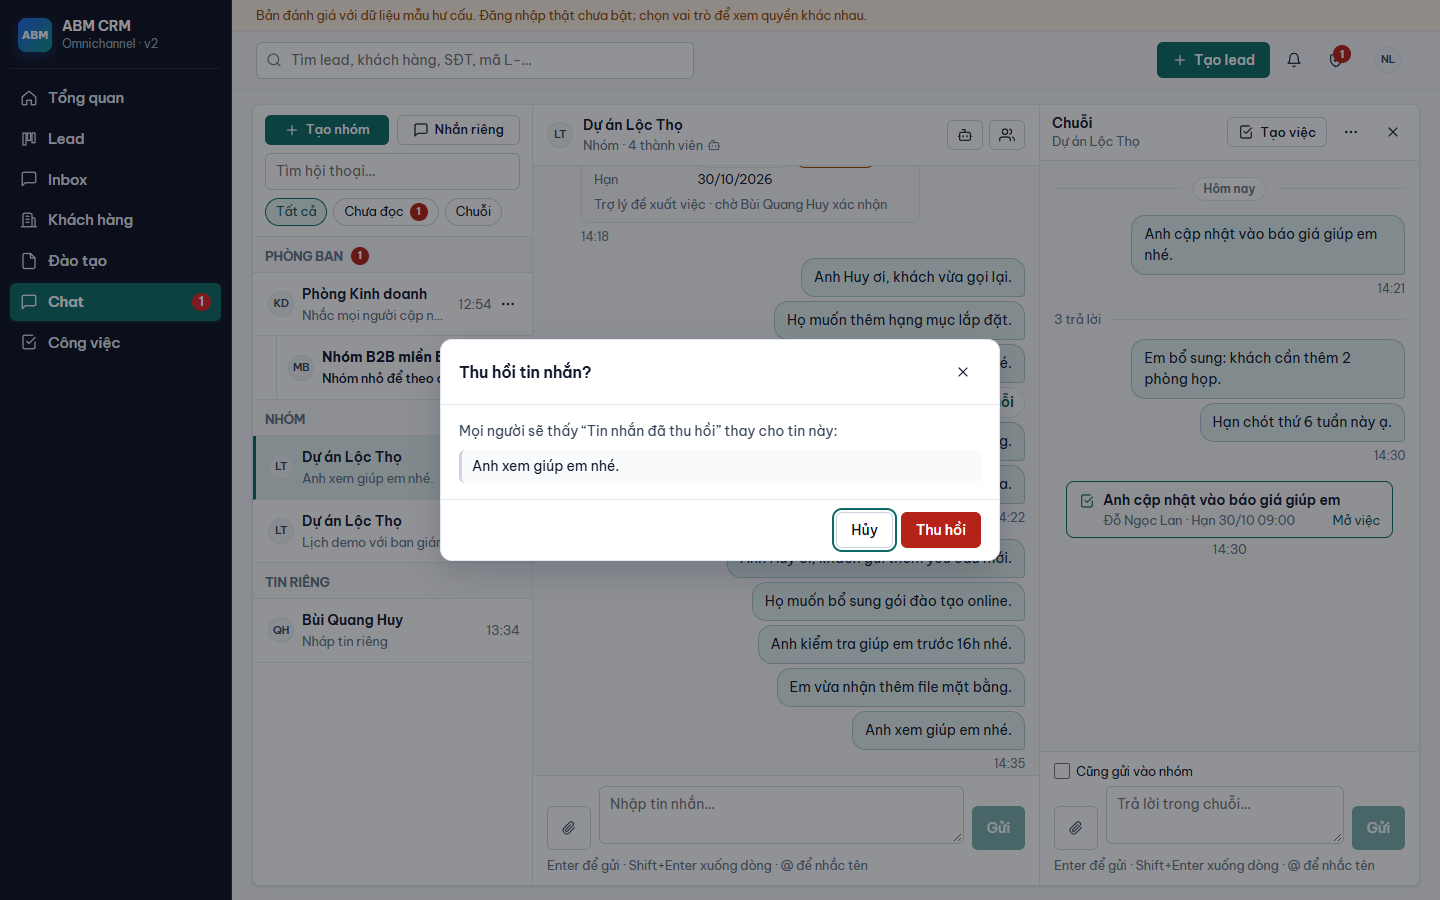 ABM
ABM CRM
Omnichannel · v2
Tổng quan
Lead
Inbox
Khách hàng
Đào tạo
Chat 1
Công việc
Bản đánh giá với dữ liệu mẫu hư cấu. Đăng nhập thật chưa bật; chọn vai trò để xem quyền khác nhau.
Tìm lead, khách hàng, SĐT, mã L-...
Tạo lead
1
NL
Tạo nhóm
Nhắn riêng
Tìm hội thoại...
Tất cả
Chưa đọc 1
Chuỗi
PHÒNG BAN 1
KD
Phòng Kinh doanh
Nhắc mọi người cập n...
12:54
MB
Nhóm B2B miền
Nhóm nhỏ để theo
NHÓM
LT
Dự án Lộc Thọ
Anh xem giúp em nhé.
LT
Dự án Lộc Thọ
Lịch demo với ban giá
TIN RIÊNG
QH
Bùi Quang Huy
Nháp tin riêng
13:34
LT
Dự án Lộc Thọ
Nhóm · 4 thành viên
Hạn 30/10/2026
Trợ lý đề xuất việc · chờ Bùi Quang Huy xác nhận
14:18
Anh Huy ơi, khách vừa gọi lại.
Họ muốn thêm hạng mục lắp đặt.
Thu hồi tin nhắn?
Mọi người sẽ thấy “Tin nhắn đã thu hồi” thay cho tin này:
Anh xem giúp em nhé.
Hủy
Thu hồi
4:22
Họ muốn bổ sung gói đào tạo online.
Anh kiểm tra giúp em trước 16h nhé.
Em vừa nhận thêm file mặt bằng.
Anh xem giúp em nhé.
14:35
Nhập tin nhắn...
Gửi
Enter để gửi · Shift+Enter xuống dòng · @ để nhắc tên
Chuỗi
Dự án Lộc Thọ
Tạo việc
Hôm nay
Anh cập nhật vào báo giá giúp em
nhé.
14:21
3 trả lời
Em bổ sung: khách cần thêm 2
phòng họp.
Hạn chót thứ 6 tuần này ạ.
14:30
Anh cập nhật vào báo giá giúp em
Đỗ Ngọc Lan · Hạn 30/10 09:00
Mở việc
14:30
Cũng gửi vào nhóm
Trả lời trong chuỗi...
Gửi
Enter để gửi · Shift+Enter xuống dòng · @ để nhắc tên